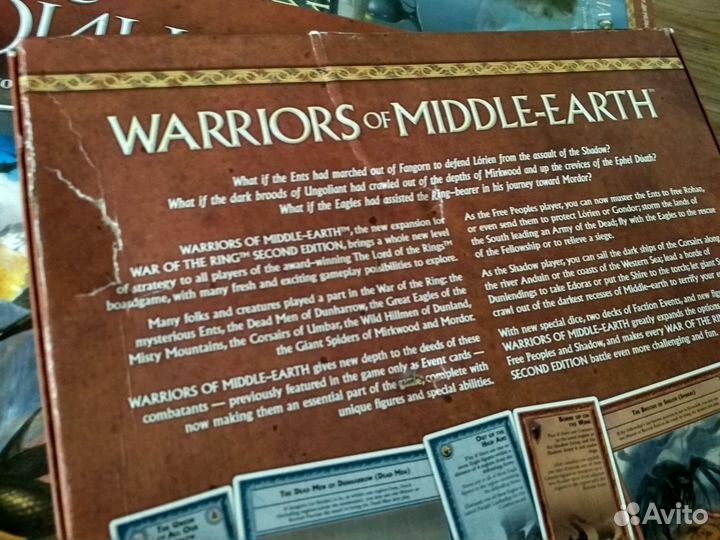 WARRIORS OF MIDDLE-EARTH™
What if the Ents had marched out of Fangorn to defend Lórien from the assault of the Shadow?
What if the dark broods of Ungoliant had crawled out of the depths of Mirkwood and up the crevices of the Ephel Dúath?
What if the Eagles had assisted the Ring-bearer in his journey toward Mordor?
WARRIORS OF MIDDLE-EARTH™, the new expansion for
WAR OF THE RING™ SECOND EDITION, brings a whole new level
of strategy to all players of the award-winning The Lord of the Rings™
boardgame, with many fresh and exciting gameplay possibilities to explore.
Many folks and creatures played a part in the War of the Ring: the
mysterious Ents, the Dead Men of Dunharrow, the Great Eagles of the
Misty Mountains, the Corsairs of Umbar, the Wild Hillmen of Dunland,
the Giant Spiders of Mirkwood and Mordor.
WARRIORS OF MIDDLE-EARTH gives new depth to the deeds of these
combatants — previously featured in the game only as Event cards —
now making them an essential part of the game, complete with
unique figures and special abilities.
As the Free Peoples player, you can now muster the Ents to free Rohan,
or even send them to protect Lórien or Gondor; storm the lands of
the South leading an Army of the Dead; fly with the Eagles to the rescue
of the Fellowship or to relieve a siege.
As the Shadow player, you can sail the dark ships of the Corsairs along
the river Anduin or the coasts of the Western Sea; lead a horde of
Dunlendings to take Edoras or put the Shire to the torch; let giant
crawl out of the darkest recesses of Middle-earth to terrify your
With new special dice, two decks of Faction Events, and new
WARRIORS OF MIDDLE-EARTH greatly expands the options
Free Peoples and Shadow, and makes every WAR OF THE
SECOND EDITION battle even more challenging and fun.
THE DEAD MEN OF DUNHARROW (DEAD MEN)
OUT OF THE
HIGH AIRS
BORNE UP ON
THE WIND
Avito